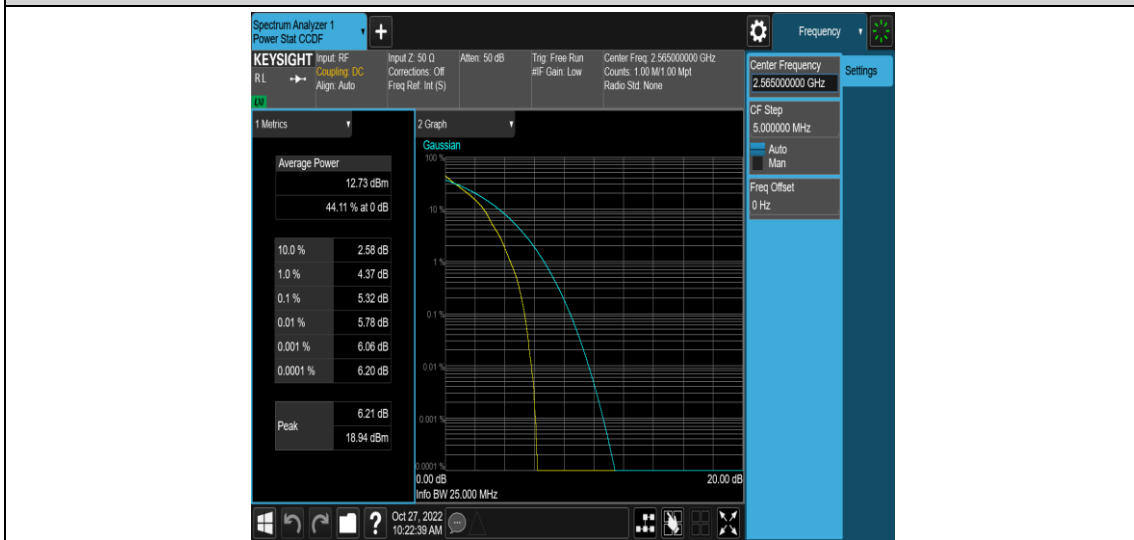 Spectrum Analyzer 1
Power Stat CCDF
+
Frequency
KEYSIGHT
RL
LXI
Input: RF
Coupling: DC
Align: Auto
Input Z: 50 Ω
Corrections: Off
Freq Ref: Int (S)
Atten: 50 dB
Trig: Free Run
#IF Gain: Low
Center Freq: 2.565000000 GHz
Counts: 1.00 M/1.00 Mpt
Radio Std: None
Center Frequency
2.565000000 GHz
Settings
CF Step
5.000000 MHz
Auto
Man
Freq Offset
0 Hz
1 Metrics
Average Power
12.73 dBm
44.11 % at 0 dB
10.0 % 2.58 dB
1.0 % 4.37 dB
0.1 % 5.32 dB
0.01 % 5.78 dB
0.001 % 6.06 dB
0.0001 % 6.20 dB
Peak
6.21 dB
18.94 dBm
2 Graph
Gaussian
100 %
10 %
1 %
0.1 %
0.01 %
0.001 %
0.0001 %
0.00 dB 20.00 dB
Info BW 25.000 MHz
?
Oct 27, 2022
10:22:39 AM